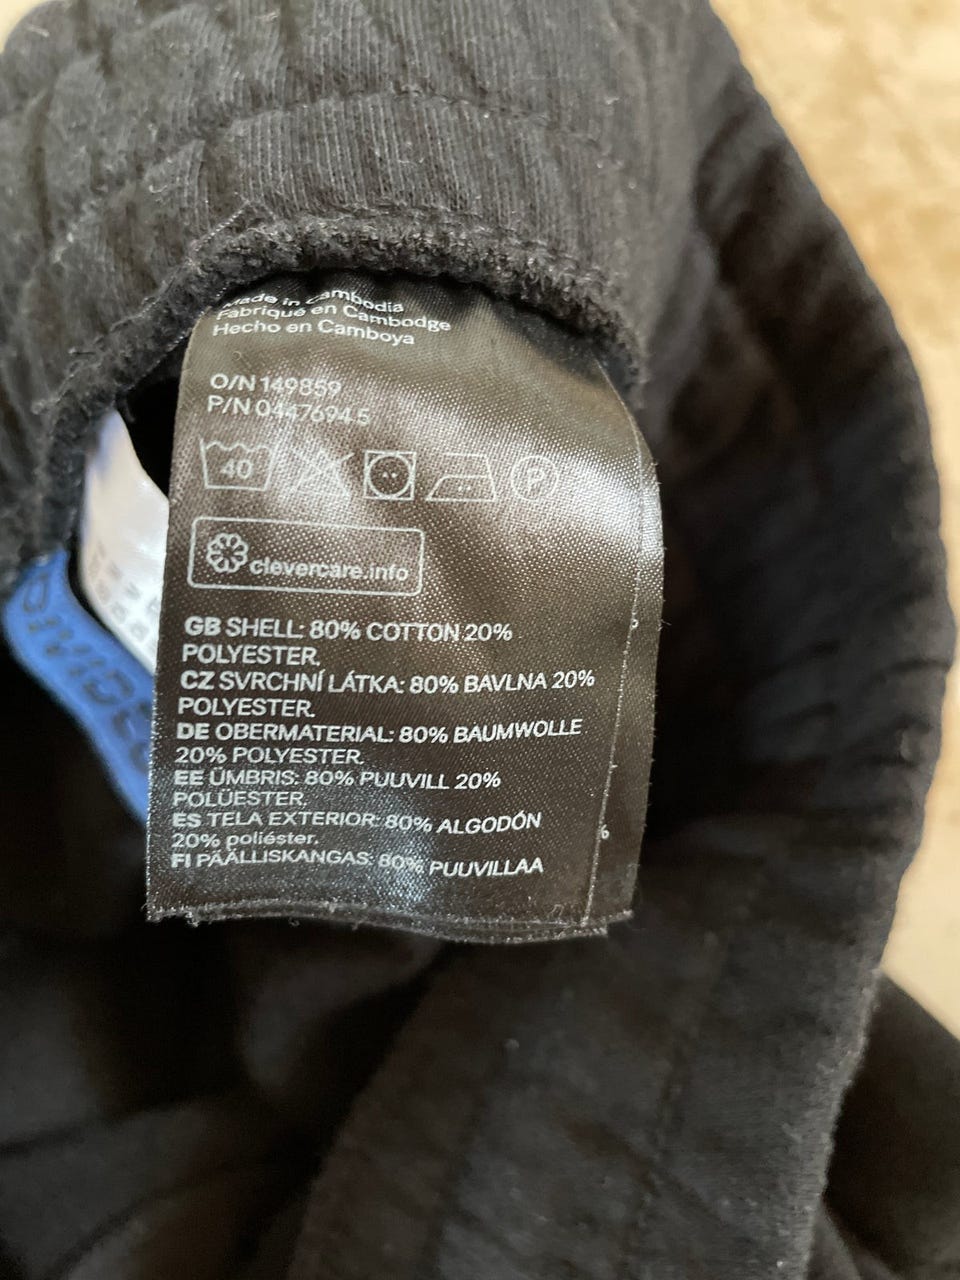 Made in Cambodia
Fabriqué en Cambodge
Hecho en Camboya
O/N 149859
P/N 0447694.5
40
P
clevercare.info
GB SHELL: 80% COTTON 20%
POLYESTER.
CZ SVRCHNÍ LÁTKA: 80% BAVLNA 20%
POLYESTER.
DE OBERMATERIAL: 80% BAUMWOLLE
20% POLYESTER.
EE ÜMBRIS: 80% PUUVILL 20%
POLÜESTER.
ES TELA EXTERIOR: 80% ALGODÓN
20% poliéster.
FI PÄÄLLISKANGAS: 80% PUUVILLAA
%
DIVIDED